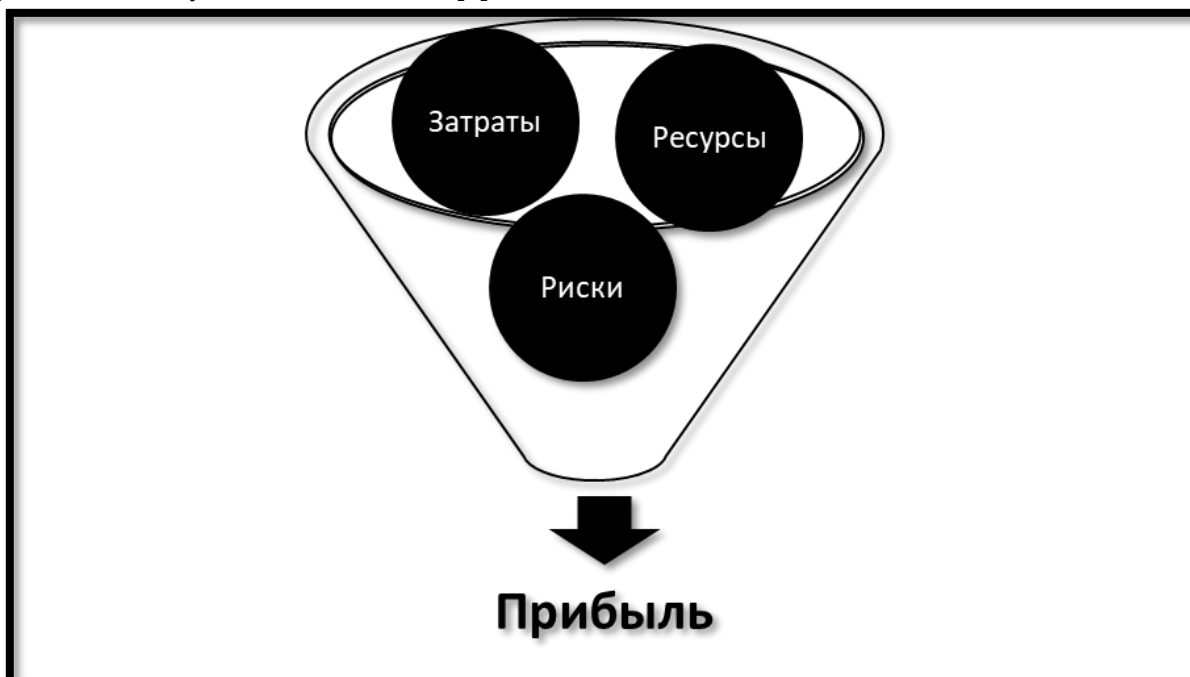 Затраты
Ресурсы
Риски
Прибыль